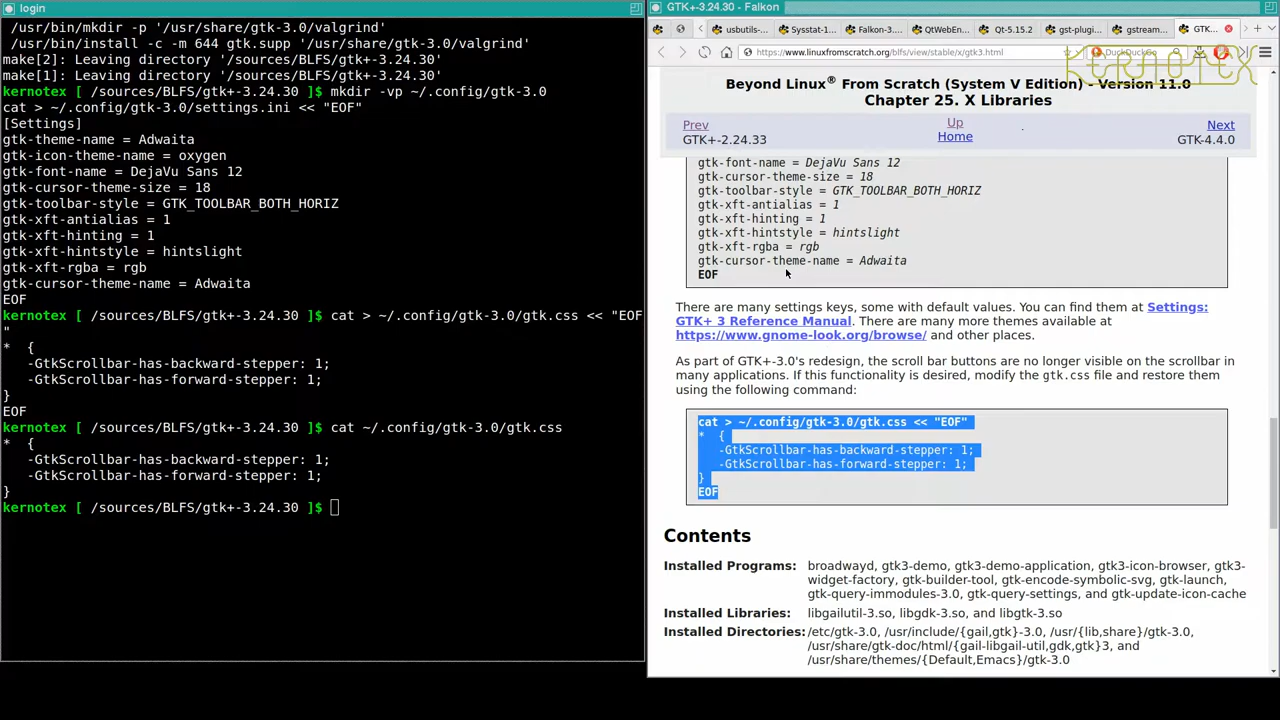 login
/usr/bin/mkdir -p '/usr/share/gtk-3.0/valgrind'
/usr/bin/install -c -m 644 gtk.supp '/usr/share/gtk-3.0/valgrind'
make[2]: Leaving directory '/sources/BLFS/gtk+-3.24.30'
make[1]: Leaving directory '/sources/BLFS/gtk+-3.24.30'
kernotex [ /sources/BLFS/gtk+-3.24.30 ]$ mkdir -vp ~/.config/gtk-3.0
cat > ~/.config/gtk-3.0/settings.ini << "EOF"
[Settings]
gtk-theme-name = Adwaita
gtk-icon-theme-name = oxygen
gtk-font-name = DejaVu Sans 12
gtk-cursor-theme-size = 18
gtk-toolbar-style = GTK_TOOLBAR_BOTH_HORIZ
gtk-xft-antialias = 1
gtk-xft-hinting = 1
gtk-xft-hintstyle = hintslight
gtk-xft-rgba = rgb
gtk-cursor-theme-name = Adwaita
EOF
kernotex [ /sources/BLFS/gtk+-3.24.30 ]$ cat > ~/.config/gtk-3.0/gtk.css << "EOF
"
*  {
   -GtkScrollbar-has-backward-stepper: 1;
   -GtkScrollbar-has-forward-stepper: 1;
}
EOF
kernotex [ /sources/BLFS/gtk+-3.24.30 ]$ cat ~/.config/gtk-3.0/gtk.css
*  {
   -GtkScrollbar-has-backward-stepper: 1;
   -GtkScrollbar-has-forward-stepper: 1;
}
kernotex [ /sources/BLFS/gtk+-3.24.30 ]$
GTK+-3.24.30 - Falkon
usbutils-... Sysstat-1... Falkon-3.... QtWebEn... Qt-5.15.2 gst-plugi... gstream... GTK...
https://www.linuxfromscratch.org/blfs/view/stable/x/gtk3.html DuckDuckGo
KERNOTEX
Beyond Linux® From Scratch (System V Edition) - Version 11.0
Chapter 25. X Libraries
Prev Up Next
GTK+-2.24.33 Home GTK-4.4.0
gtk-font-name = DejaVu Sans 12
gtk-cursor-theme-size = 18
gtk-toolbar-style = GTK_TOOLBAR_BOTH_HORIZ
gtk-xft-antialias = 1
gtk-xft-hinting = 1
gtk-xft-hintstyle = hintslight
gtk-xft-rgba = rgb
gtk-cursor-theme-name = Adwaita
EOF
There are many settings keys, some with default values. You can find them at Settings:
GTK+ 3 Reference Manual. There are many more themes available at
https://www.gnome-look.org/browse/ and other places.
As part of GTK+-3.0's redesign, the scroll bar buttons are no longer visible on the scrollbar in
many applications. If this functionality is desired, modify the gtk.css file and restore them
using the following command:
cat > ~/.config/gtk-3.0/gtk.css << "EOF"
*  {
   -GtkScrollbar-has-backward-stepper: 1;
   -GtkScrollbar-has-forward-stepper: 1;
}
EOF
Contents
Installed Programs: broadwayd, gtk3-demo, gtk3-demo-application, gtk3-icon-browser, gtk3-
widget-factory, gtk-builder-tool, gtk-encode-symbolic-svg, gtk-launch,
gtk-query-immodules-3.0, gtk-query-settings, and gtk-update-icon-cache
Installed Libraries: libgailutil-3.so, libgdk-3.so, and libgtk-3.so
Installed Directories: /etc/gtk-3.0, /usr/include/{gail,gtk}-3.0, /usr/{lib,share}/gtk-3.0,
/usr/share/gtk-doc/html/{gail-libgail-util,gdk,gtk}3, and
/usr/share/themes/{Default,Emacs}/gtk-3.0